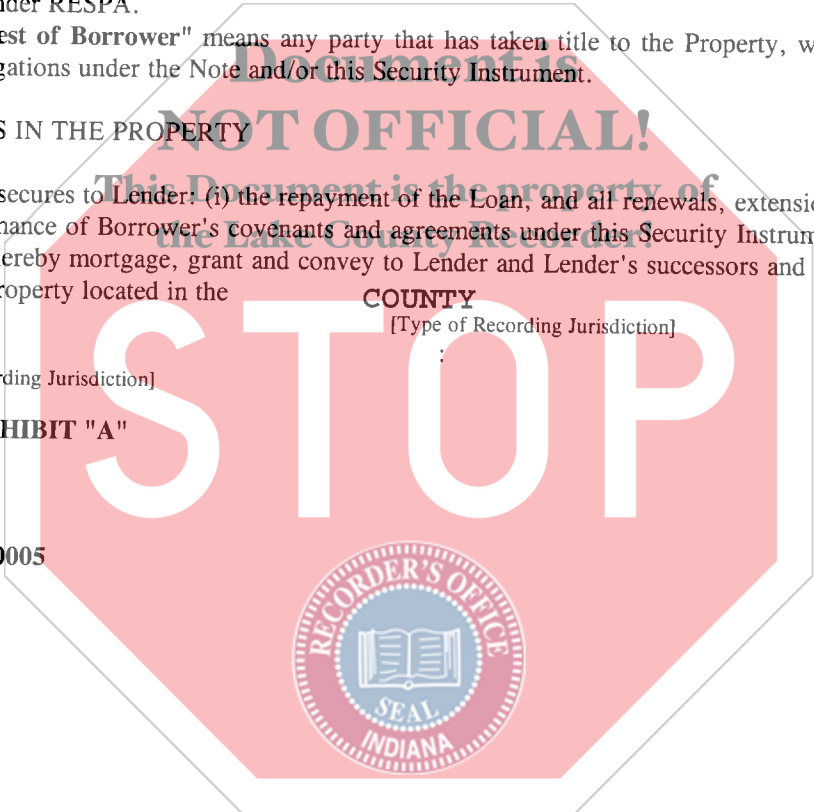 nder RESPA.
est of Borrower" means any party that has taken title to the Property, w
gations under the Note and/or this Security Instrument.
Document is
NOT OFFICIAL!
This Document is the property of
the Lake County Recorder!
S IN THE PROPERTY
secures to Lender: (i) the repayment of the Loan, and all renewals, extensio
nance of Borrower's covenants and agreements under this Security Instrum
ereby mortgage, grant and convey to Lender and Lender's successors and
roperty located in the COUNTY
[Type of Recording Jurisdiction]
:
rding Jurisdiction]
HIBIT "A"
STOP
0005
RECORDER'S OFFICE
SEAL
INDIANA